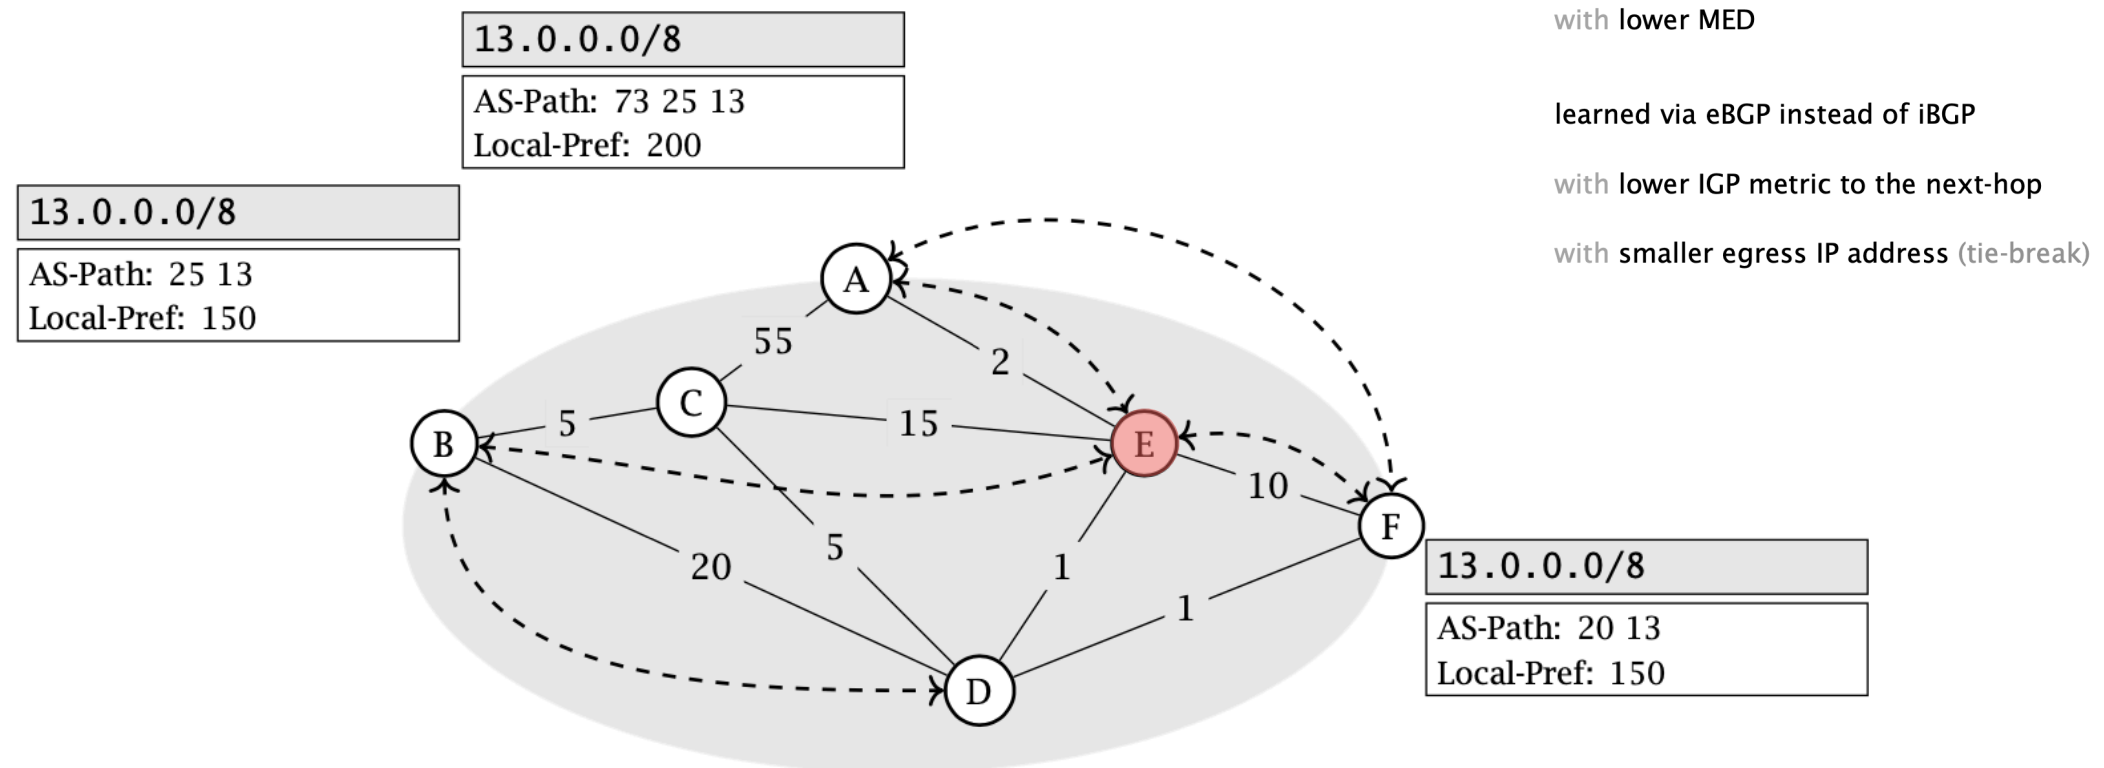 13.0.0.0/8
AS-Path: 73 25 13
Local-Pref: 200
13.0.0.0/8
AS-Path: 25 13
Local-Pref: 150
with lower MED
learned via eBGP instead of iBGP
with lower IGP metric to the next-hop
with smaller egress IP address (tie-break)
A
55
2
C
B
5
15
E
10
F
5
20
1
1
D
13.0.0.0/8
AS-Path: 20 13
Local-Pref: 150